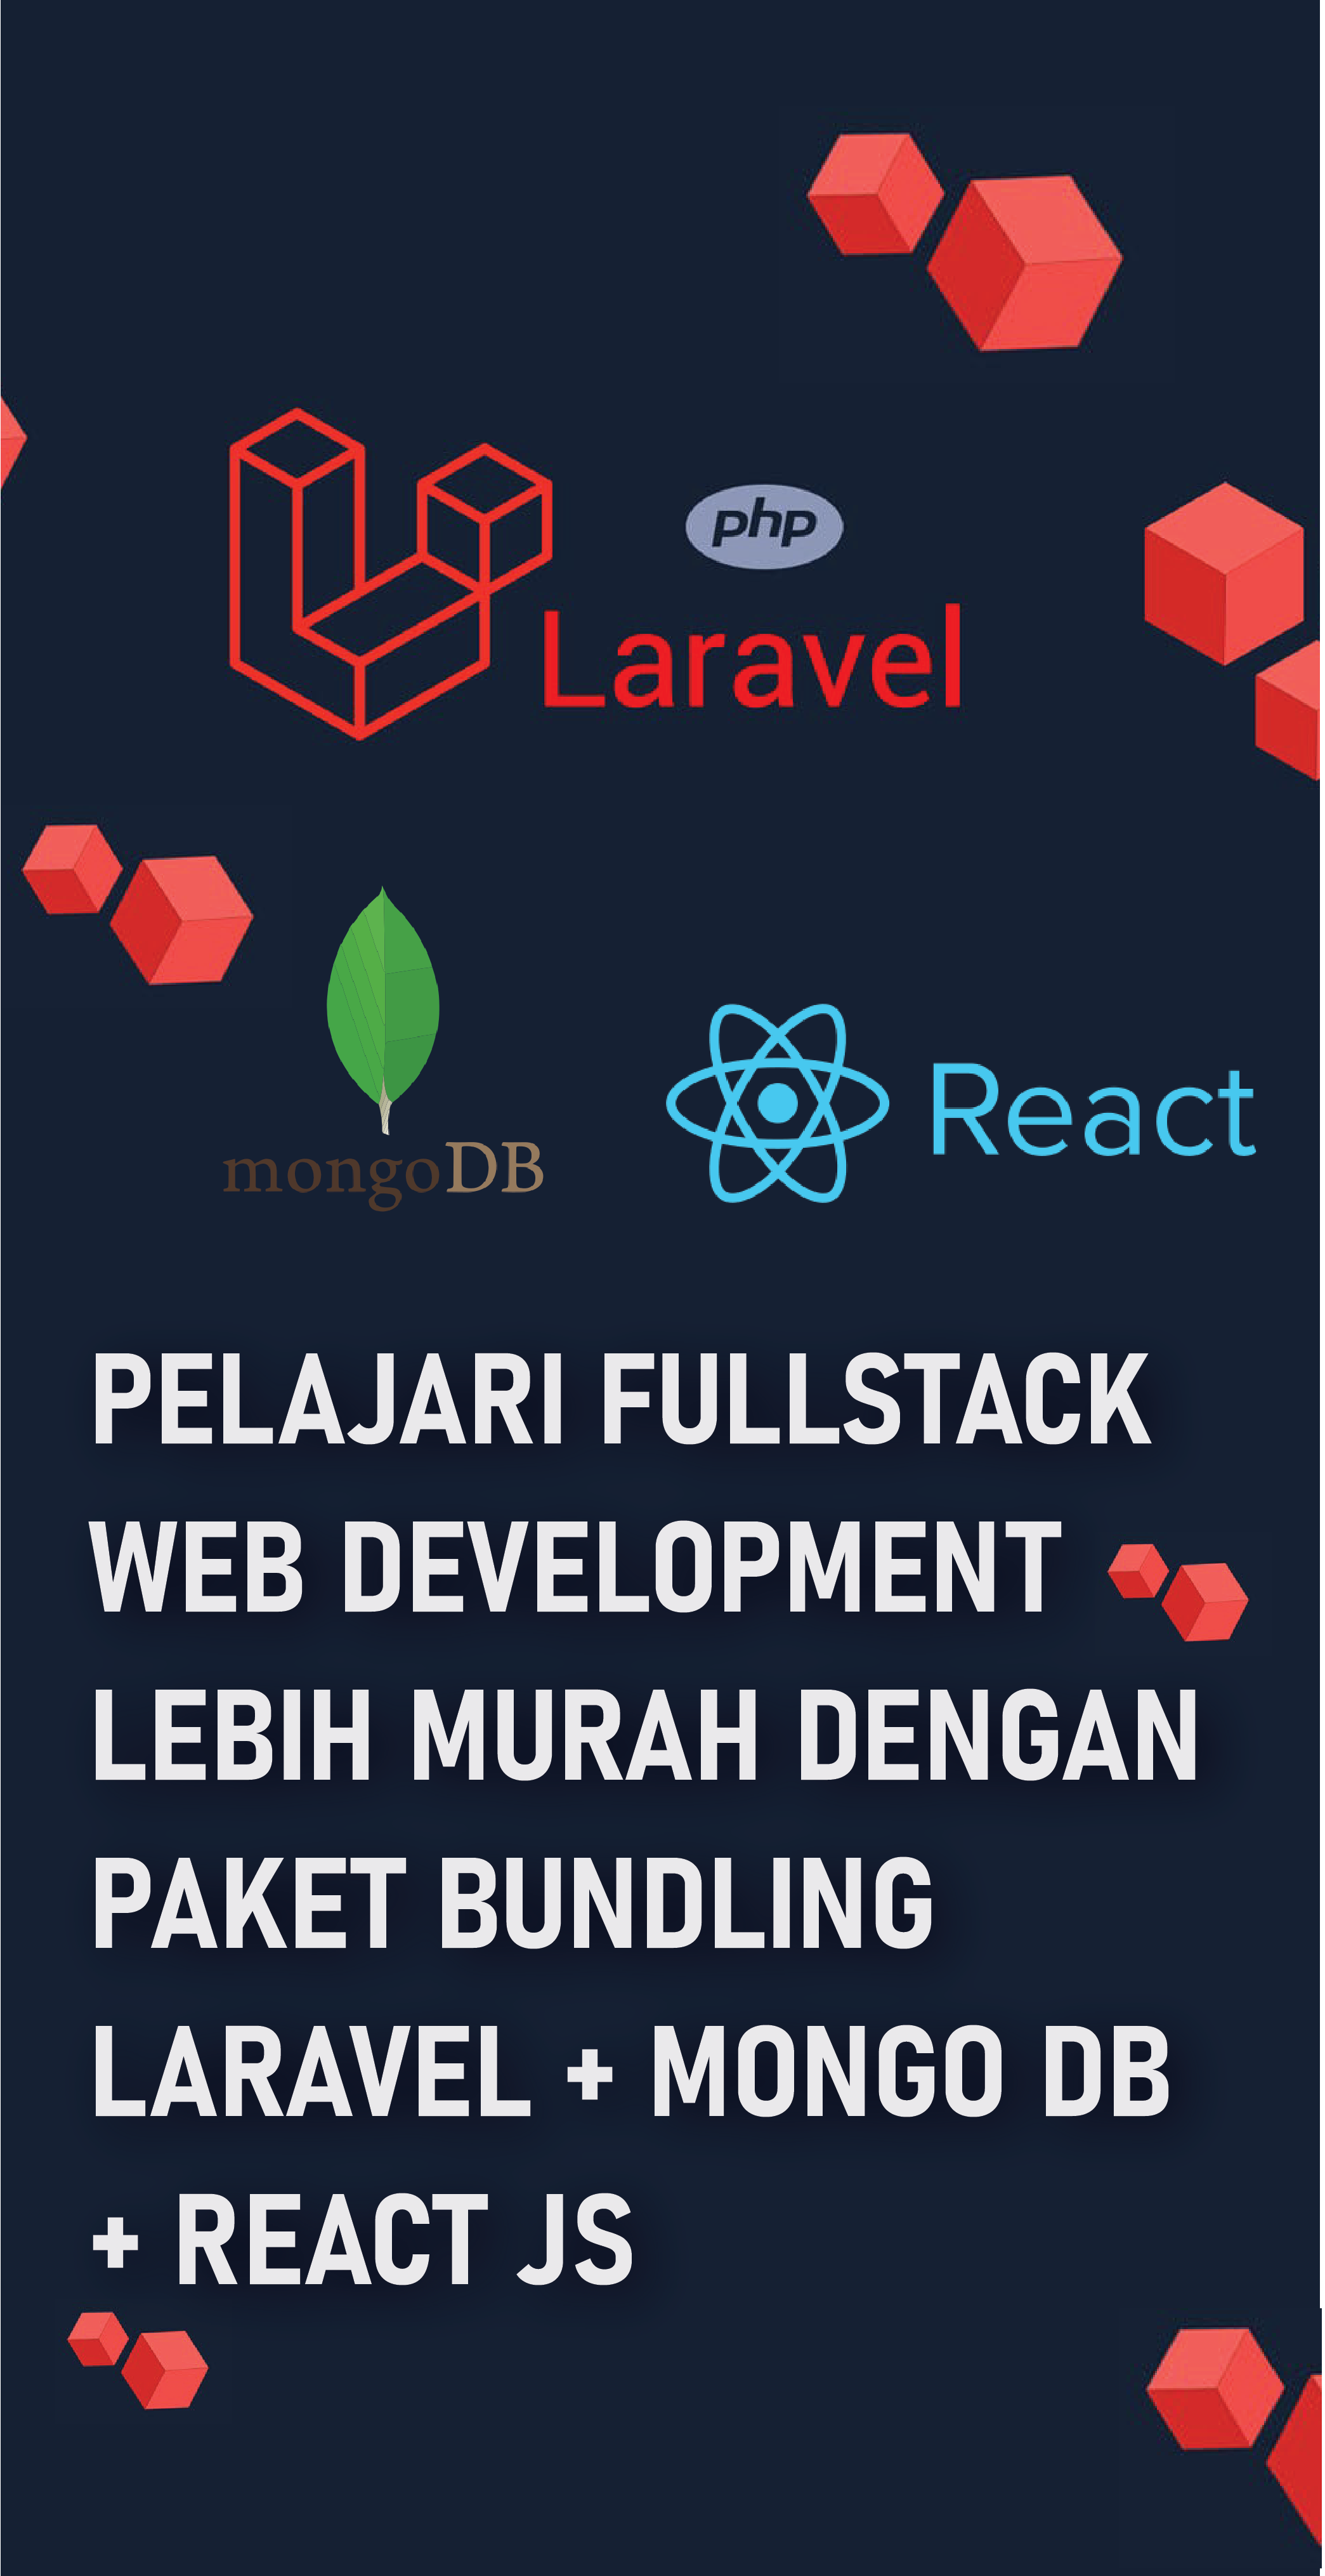 php
Laravel
mongoDB
React
PELAJARI FULLSTACK
WEB DEVELOPMENT
LEBIH MURAH DENGAN
PAKET BUNDLING
LARAVEL + MONGO DB
+ REACT JS